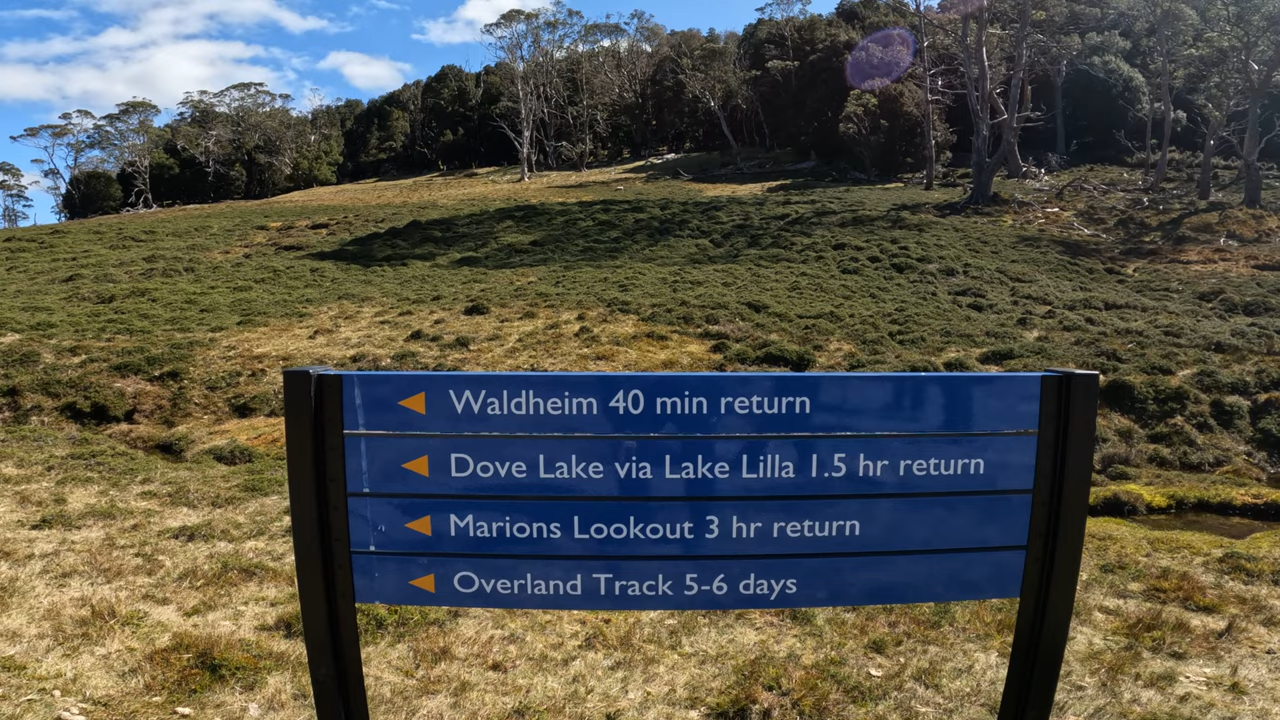 Waldheim 40 min return
Dove Lake via Lake Lilla 1.5 hr return
Marions Lookout 3 hr return
Overland Track 5-6 days